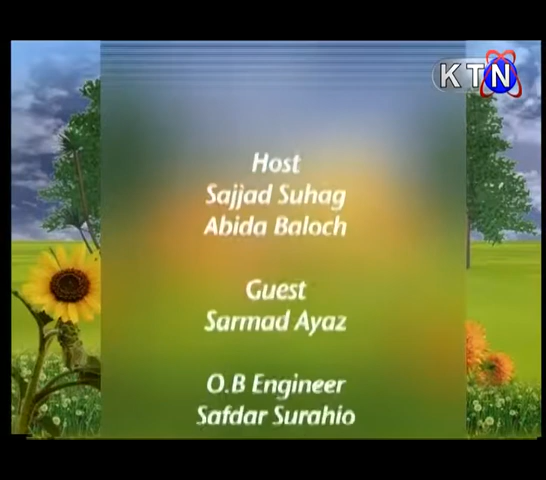 KTN
Host
Sajjad Suhag
Abida Baloch
Guest
Sarmad Ayaz
O.B Engineer
Safdar Surahio